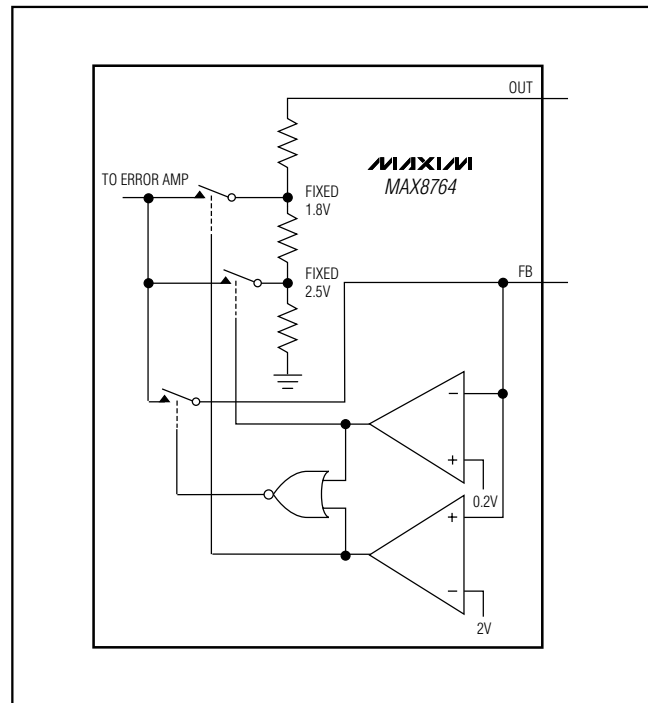 OUT
MAXIM
MAX8764
TO ERROR AMP
FIXED
1.8V
FIXED
2.5V
FB
−
+
0.2V
+
−
2V